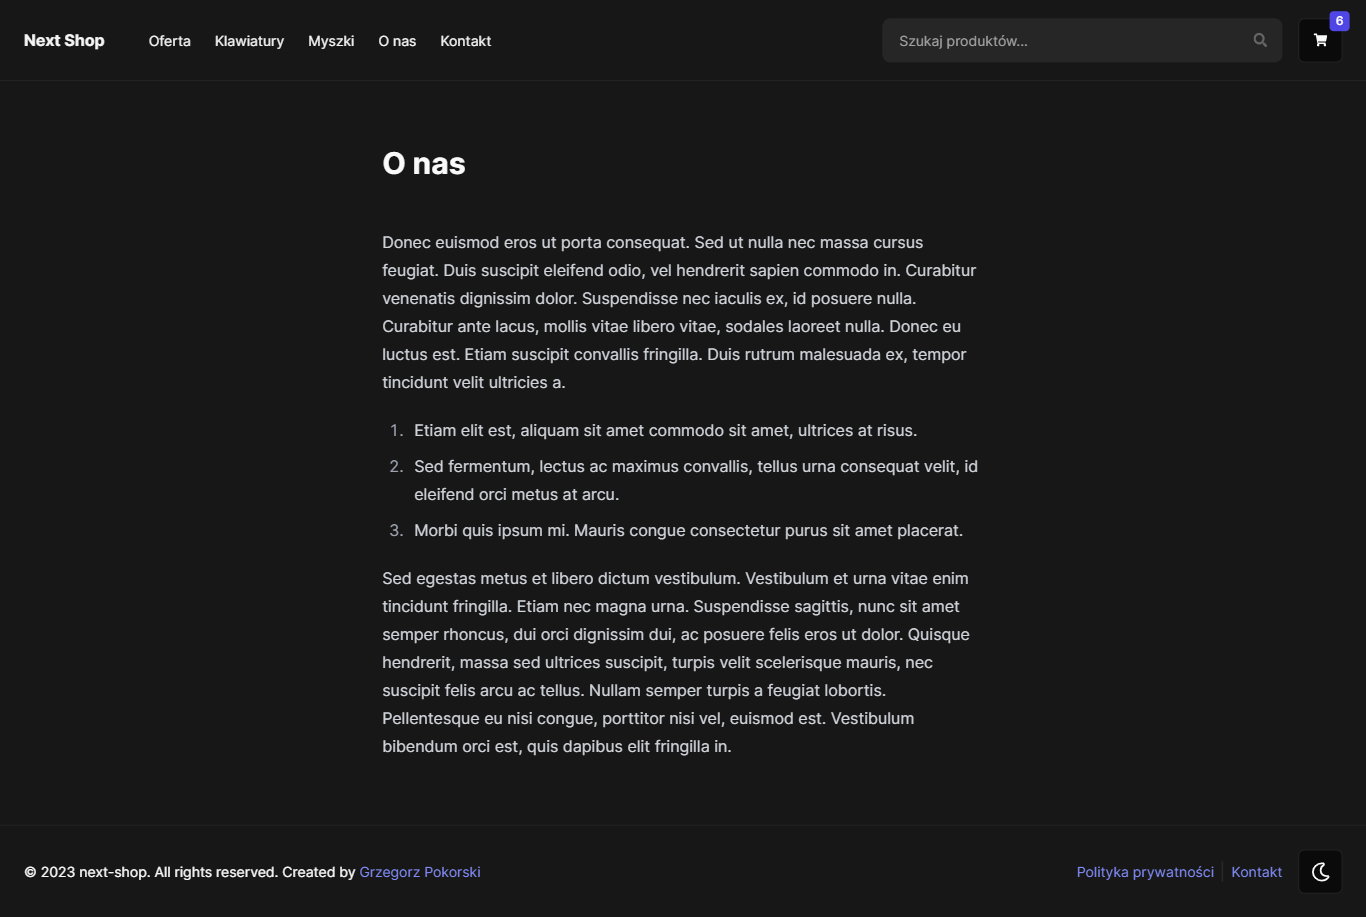 Next Shop
Oferta
Klawiatury
Myszki
O nas
Kontakt
Szukaj produktów...
6
O nas
Donec euismod eros ut porta consequat. Sed ut nulla nec massa cursus
feugiat. Duis suscipit eleifend odio, vel hendrerit sapien commodo in. Curabitur
venenatis dignissim dolor. Suspendisse nec iaculis ex, id posuere nulla.
Curabitur ante lacus, mollis vitae libero vitae, sodales laoreet nulla. Donec eu
luctus est. Etiam suscipit convallis fringilla. Duis rutrum malesuada ex, tempor
tincidunt velit ultricies a.
1. Etiam elit est, aliquam sit amet commodo sit amet, ultrices at risus.
2. Sed fermentum, lectus ac maximus convallis, tellus urna consequat velit, id
eleifend orci metus at arcu.
3. Morbi quis ipsum mi. Mauris congue consectetur purus sit amet placerat.
Sed egestas metus et libero dictum vestibulum. Vestibulum et urna vitae enim
tincidunt fringilla. Etiam nec magna urna. Suspendisse sagittis, nunc sit amet
semper rhoncus, dui orci dignissim dui, ac posuere felis eros ut dolor. Quisque
hendrerit, massa sed ultrices suscipit, turpis velit scelerisque mauris, nec
suscipit felis arcu ac tellus. Nullam semper turpis a feugiat lobortis.
Pellentesque eu nisi congue, porttitor nisi vel, euismod est. Vestibulum
bibendum orci est, quis dapibus elit fringilla in.
© 2023 next-shop. All rights reserved. Created by Grzegorz Pokorski
Polityka prywatności
Kontakt